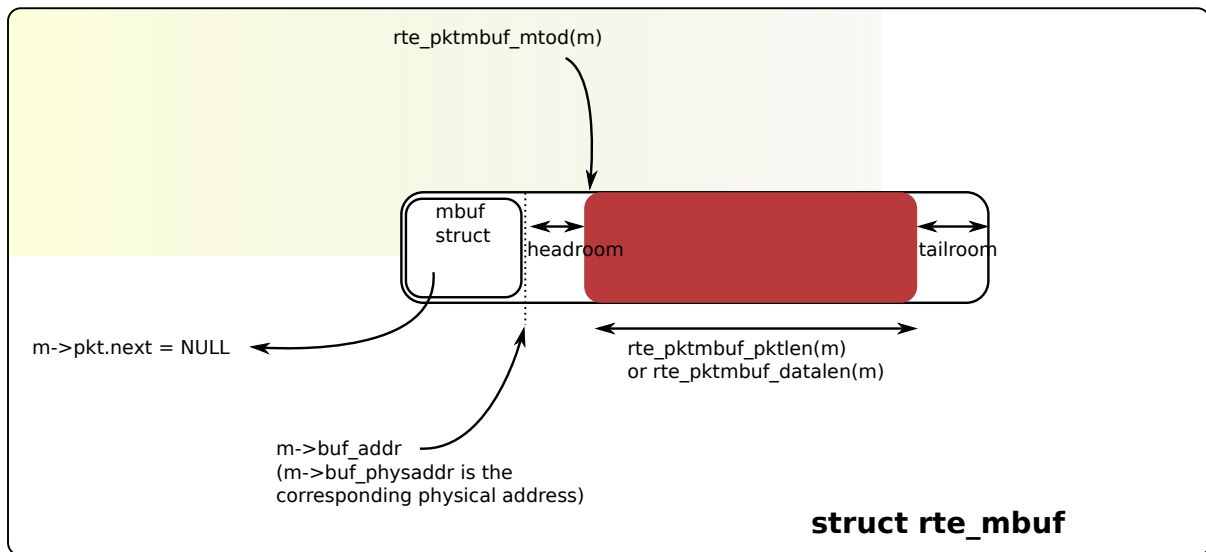 rte_pktmbuf_mtod(m)
mbuf
struct
headroom
tailroom
m->pkt.next = NULL
rte_pktmbuf_pktlen(m)
or rte_pktmbuf_datalen(m)
m->buf_addr
(m->buf_physaddr is the
corresponding physical address)
struct rte_mbuf